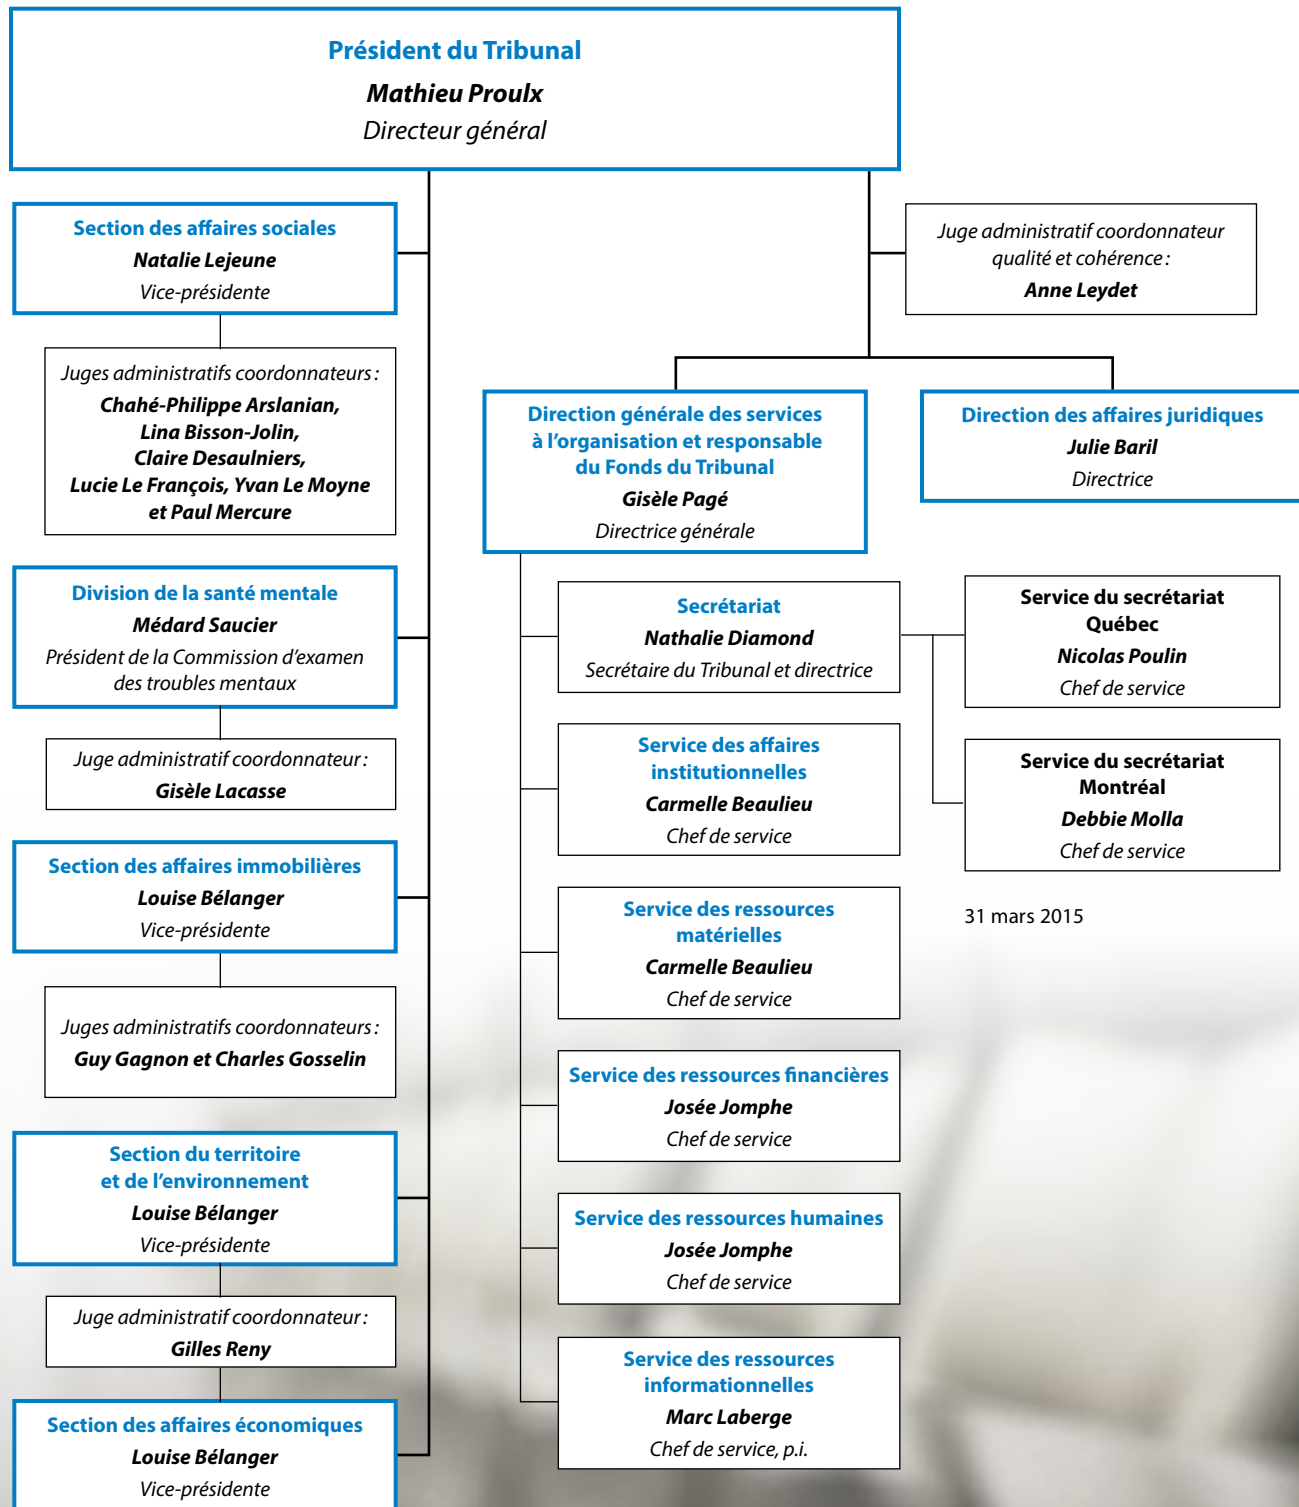 Président du Tribunal
Mathieu Proulx
Directeur général
Section des affaires sociales
Natalie Lejeune
Vice-présidente
Juges administratifs coordonnateurs :
Chahé-Philippe Arslanian,
Lina Bisson-Jolin,
Claire Desaulniers,
Lucie Le François, Yvan Le Moyne
et Paul Mercure
Division de la santé mentale
Médard Saucier
Président de la Commission d'examen
des troubles mentaux
Juge administratif coordonnateur :
Gisèle Lacasse
Section des affaires immobilières
Louise Bélanger
Vice-présidente
Juges administratifs coordonnateurs :
Guy Gagnon et Charles Gosselin
Section du territoire
et de l'environnement
Louise Bélanger
Vice-présidente
Juge administratif coordonnateur :
Gilles Reny
Section des affaires économiques
Louise Bélanger
Vice-présidente
Juge administratif coordonnateur
qualité et cohérence :
Anne Leydet
Direction générale des services
à l'organisation et responsable
du Fonds du Tribunal
Gisèle Pagé
Directrice générale
Direction des affaires juridiques
Julie Baril
Directrice
Secrétariat
Nathalie Diamond
Secrétaire du Tribunal et directrice
Service du secrétariat
Québec
Nicolas Poulin
Chef de service
Service du secrétariat
Montréal
Debbie Molla
Chef de service
Service des affaires
institutionnelles
Carmelle Beaulieu
Chef de service
Service des ressources
matérielles
Carmelle Beaulieu
Chef de service
Service des ressources financières
Josée Jomphe
Chef de service
Service des ressources humaines
Josée Jomphe
Chef de service
Service des ressources
informationnelles
Marc Laberge
Chef de service, p.i.
31 mars 2015